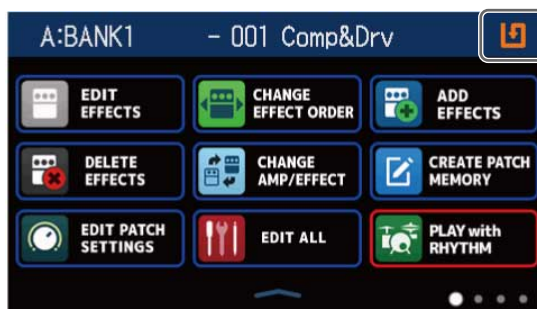 A:BANK1 - 001 Comp&Drv
EDIT
EFFECTS
CHANGE
EFFECT ORDER
ADD
EFFECTS
DELETE
EFFECTS
CHANGE
AMP/EFFECT
CREATE PATCH
MEMORY
EDIT PATCH
SETTINGS
EDIT ALL
PLAY with
RHYTHM